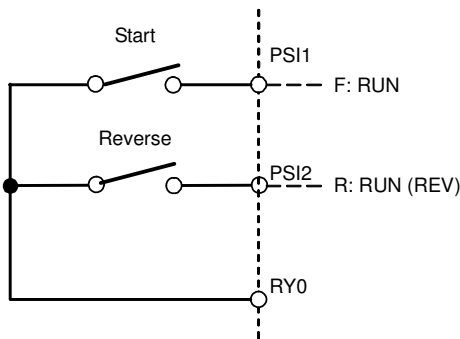 Start
PSI1
F: RUN
Reverse
PSI2
R: RUN (REV)
RY0